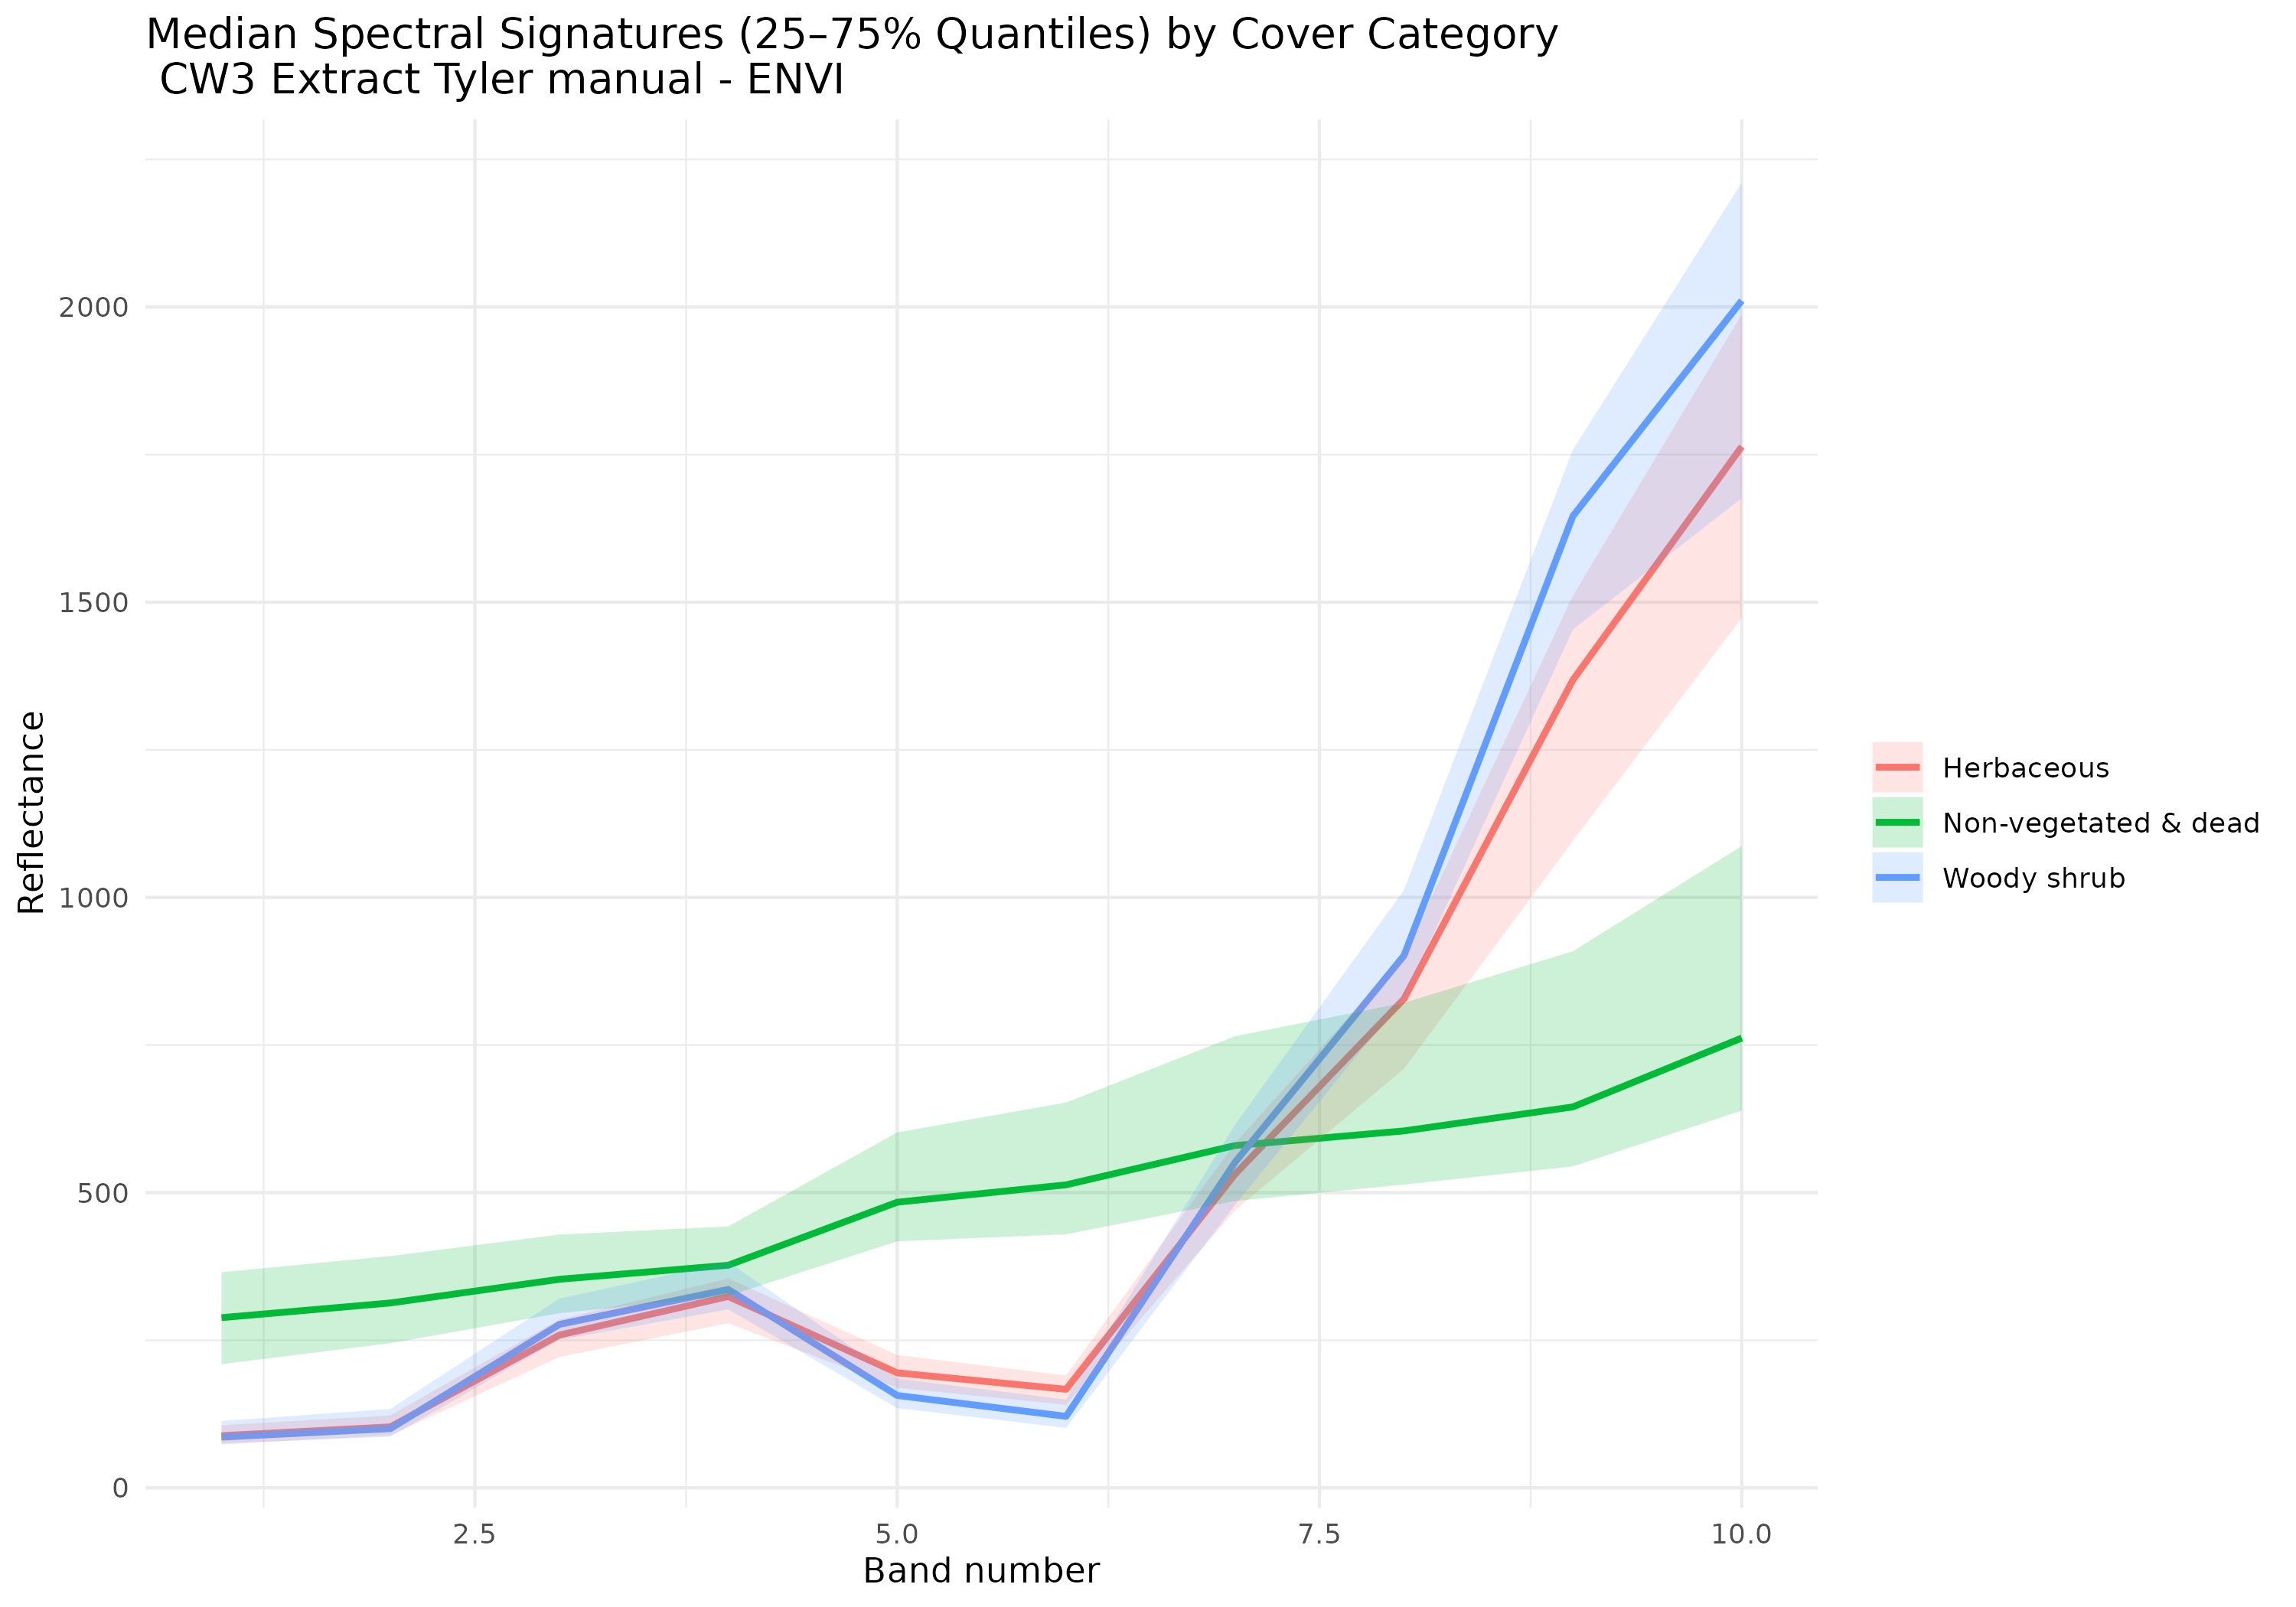 Median Spectral Signatures (25–75% Quantiles) by Cover Category
CW3 Extract Tyler manual - ENVI
Reflectance
2000
1500
1000
500
0
2.5
5.0
7.5
10.0
Band number
Herbaceous
Non-vegetated & dead
Woody shrub